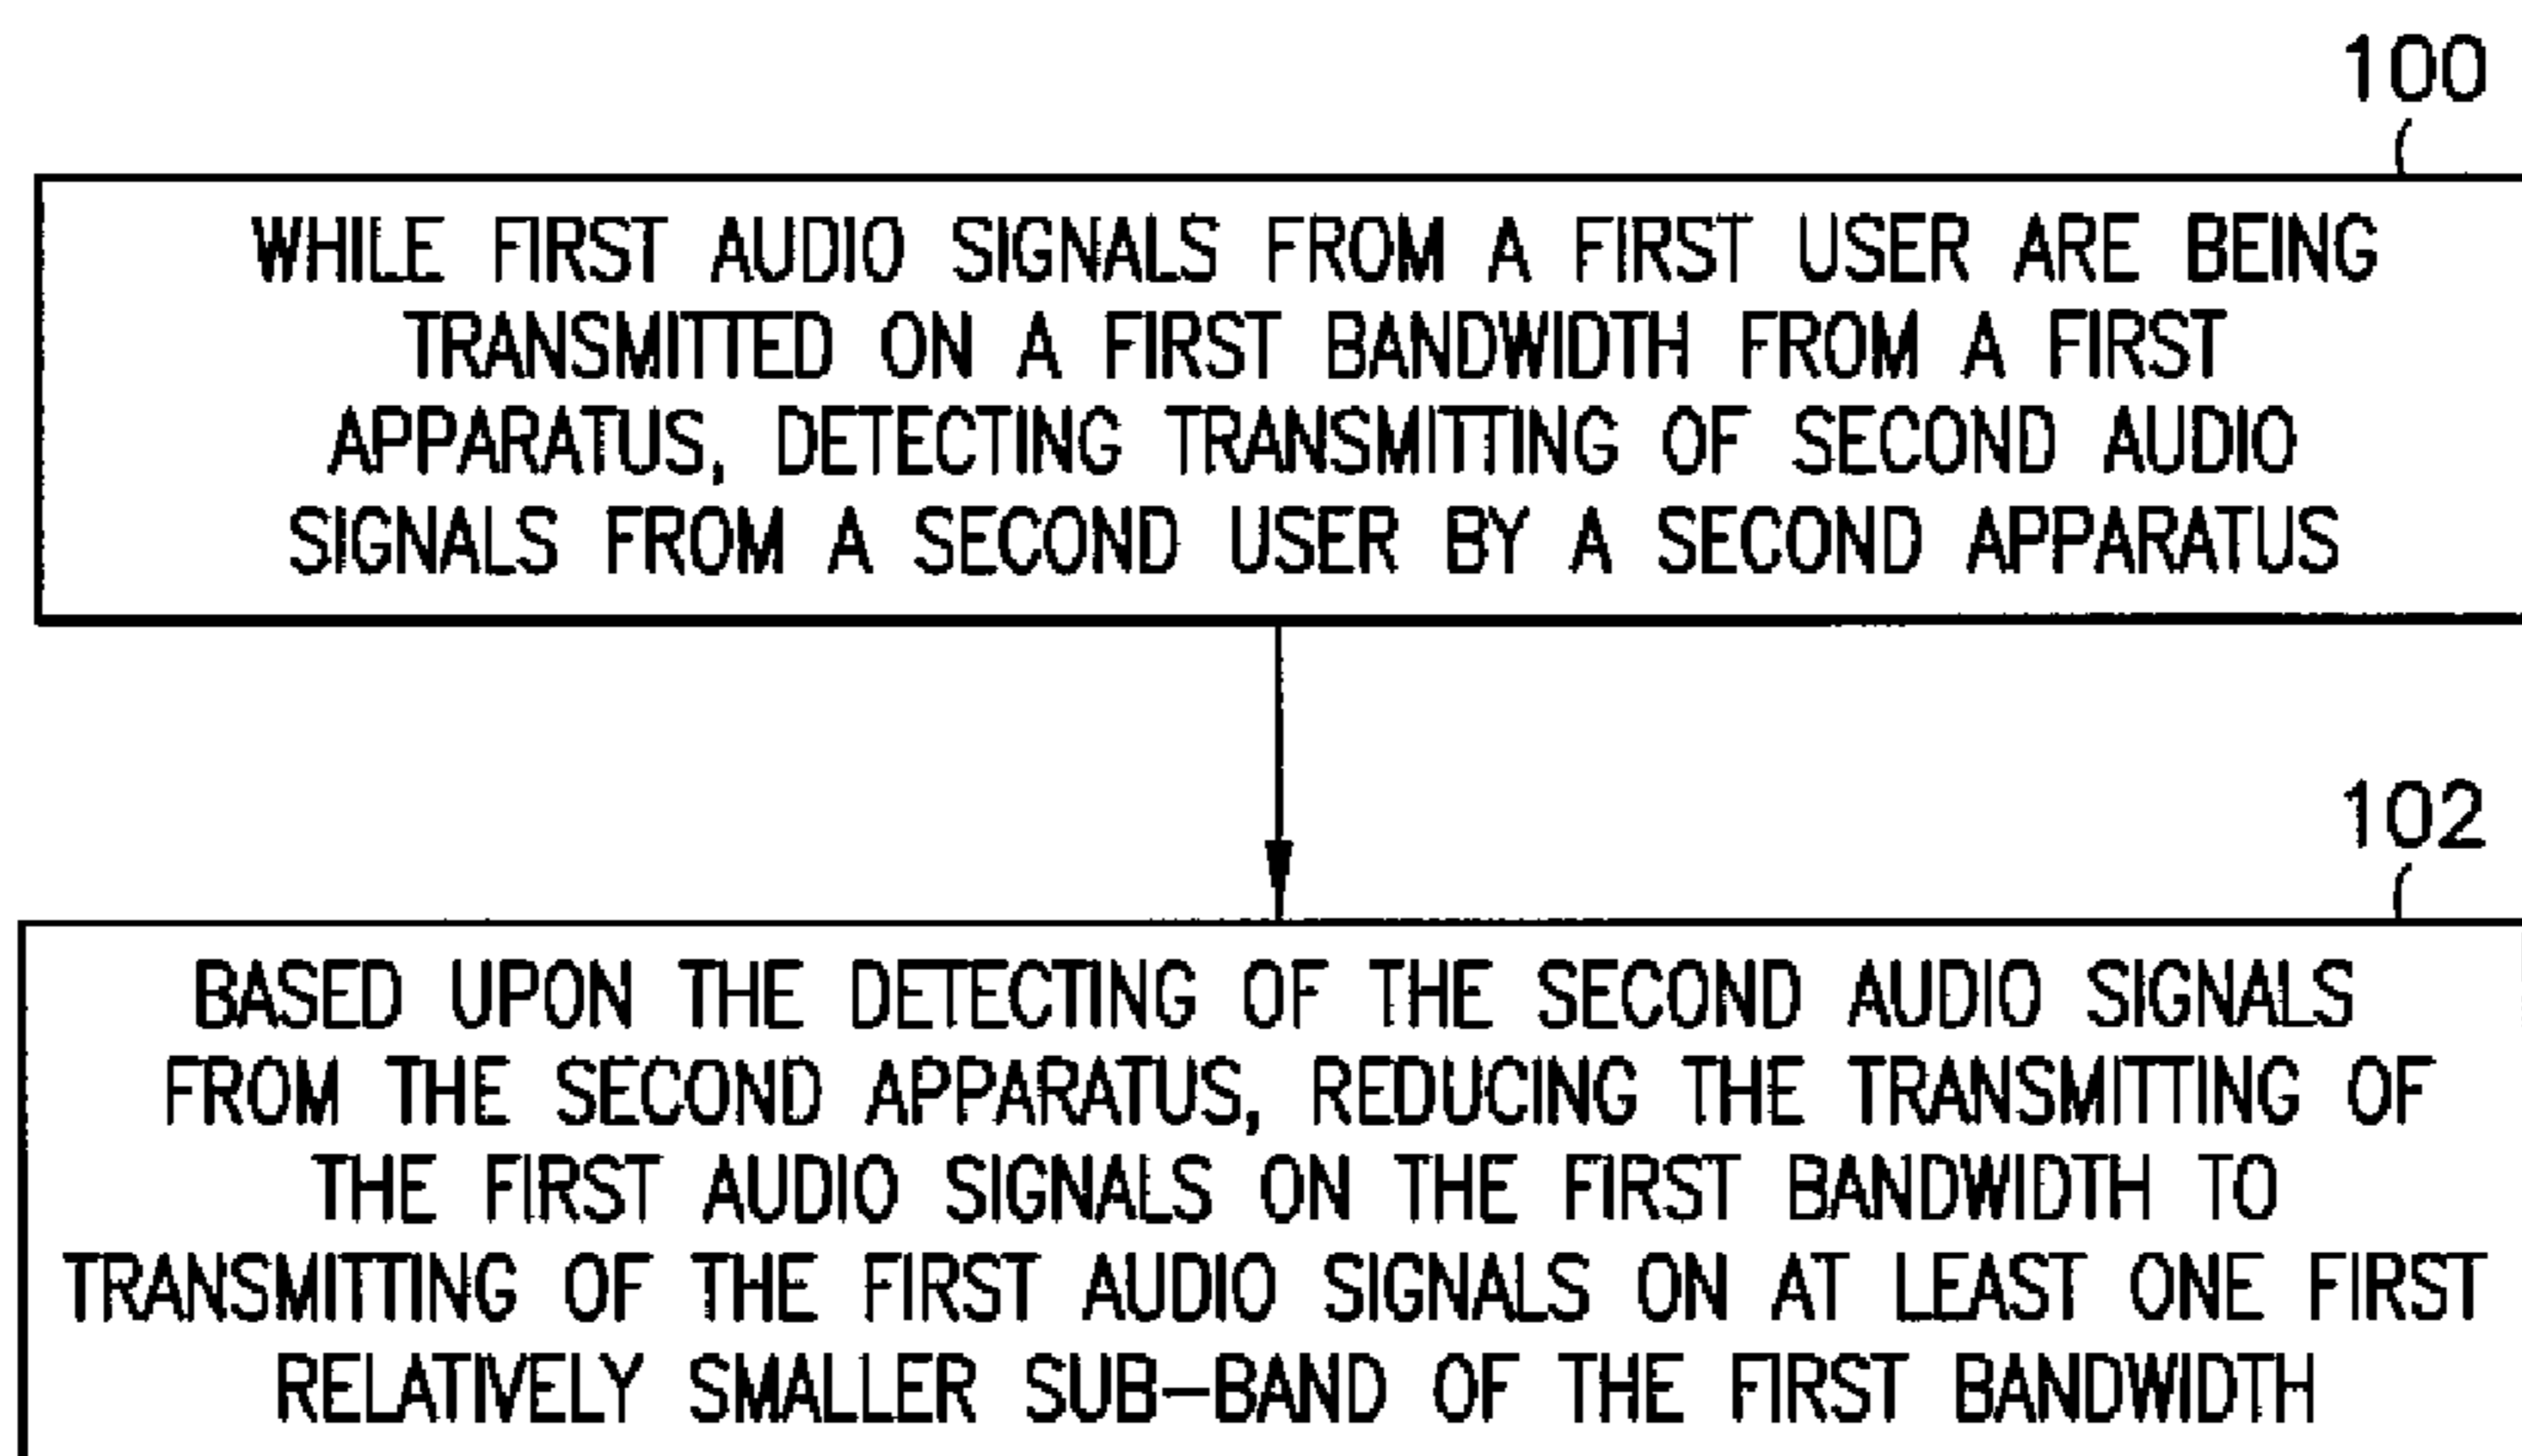 100
WHILE FIRST AUDIO SIGNALS FROM A FIRST USER ARE BEING
TRANSMITTED ON A FIRST BANDWIDTH FROM A FIRST
APPARATUS, DETECTING TRANSMITTING OF SECOND AUDIO
SIGNALS FROM A SECOND USER BY A SECOND APPARATUS
102
BASED UPON THE DETECTING OF THE SECOND AUDIO SIGNALS
FROM THE SECOND APPARATUS, REDUCING THE TRANSMITTING OF
THE FIRST AUDIO SIGNALS ON THE FIRST BANDWIDTH TO
TRANSMITTING OF THE FIRST AUDIO SIGNALS ON AT LEAST ONE FIRST
RELATIVELY SMALLER SUB-BAND OF THE FIRST BANDWIDTH